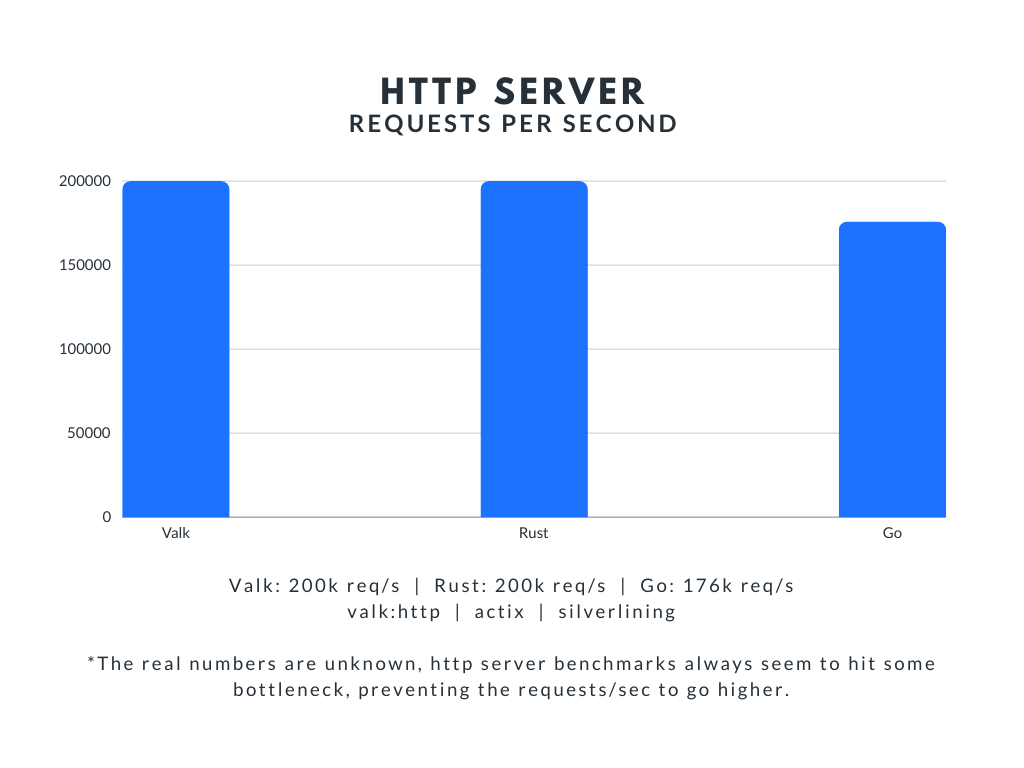 HTTP SERVER
REQUESTS PER SECOND
200000
150000
100000
50000
0
Valk
Rust
Go
Valk: 200k req/s | Rust: 200k req/s | Go: 176k req/s
valk:http | actix | silverlining
*The real numbers are unknown, http server benchmarks always seem to hit some
bottleneck, preventing the requests/sec to go higher.